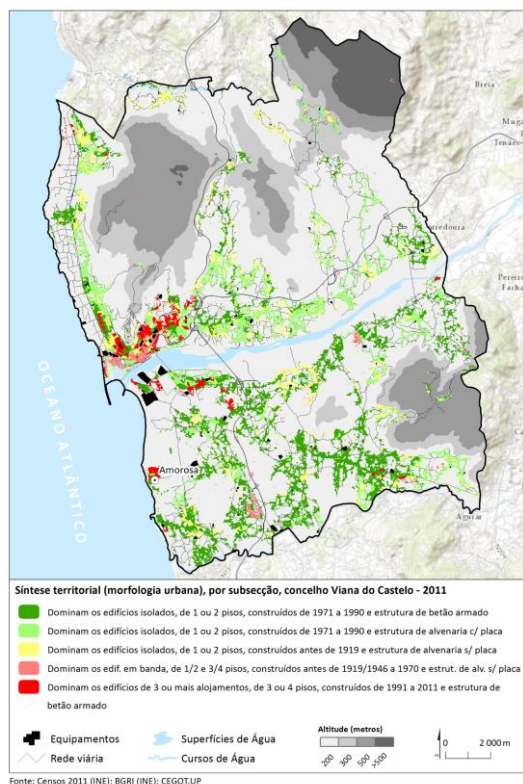 Breia
Muga
Tenães-
rredoura
Pereiro
Facha
OCEANO ATLÂNTICO
Amorosa
Aguiar
Síntese territorial (morfologia urbana), por subsecção, concelho Viana do Castelo - 2011
Dominam os edifícios isolados, de 1 ou 2 pisos, construídos de 1971 a 1990 e estrutura de betão armado
Dominam os edifícios isolados, de 1 ou 2 pisos, construídos de 1971 a 1990 e estrutura de alvenaria c/ placa
Dominam os edifícios isolados, de 1 ou 2 pisos, construídos antes de 1919 e estrutura de alvenaria s/ placa
Dominam os edif. em banda, de 1/2 e 3/4 pisos, construídos antes de 1919/1946 a 1970 e estrut. de alv. s/ placa
Dominam os edifícios de 3 ou mais alojamentos, de 3 ou 4 pisos, construídos de 1991 a 2011 e estrutura de
betão armado
Equipamentos
Superfícies de Água
Altitude (metros)
Rede viária
Cursos de Água
200
300
500
>500
0
2 000 m
Fonte: Censos 2011 (INE); BGRI (INE); CEGOT.UP